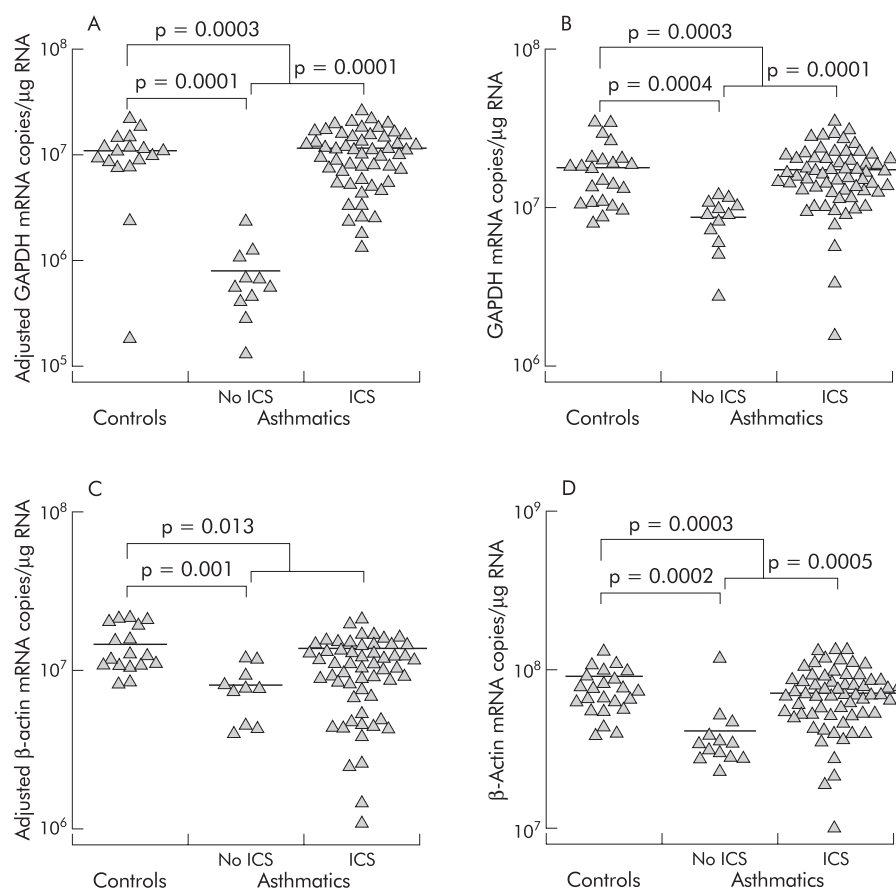 A
p = 0.0003
p = 0.0001
p = 0.0001
Adjusted GAPDH mRNA copies/μg RNA
10⁸
10⁷
10⁶
10⁵
No ICS
ICS
Controls
Asthmatics
B
p = 0.0003
p = 0.0004
p = 0.0001
GAPDH mRNA copies/μg RNA
10⁸
10⁷
10⁶
No ICS
ICS
Controls
Asthmatics
C
p = 0.013
p = 0.001
Adjusted β-actin mRNA copies/μg RNA
10⁸
10⁷
10⁶
No ICS
ICS
Controls
Asthmatics
D
p = 0.0003
p = 0.0002
p = 0.0005
β-Actin mRNA copies/μg RNA
10⁹
10⁸
10⁷
No ICS
ICS
Controls
Asthmatics